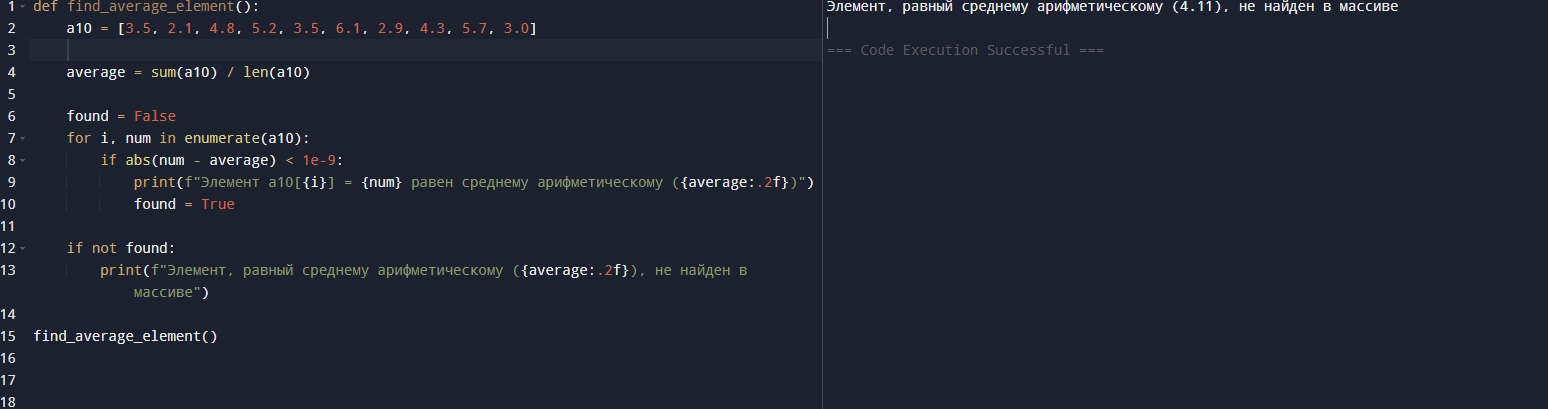 1 def find_average_element():
2     a10 = [3.5, 2.1, 4.8, 5.2, 3.5, 6.1, 2.9, 4.3, 5.7, 3.0]
3
4     average = sum(a10) / len(a10)
5
6     found = False
7     for i, num in enumerate(a10):
8         if abs(num - average) < 1e-9:
9             print(f"Элемент a10[{i}] = {num} равен среднему арифметическому ({average:.2f})")
10             found = True
11
12     if not found:
13         print(f"Элемент, равный среднему арифметическому ({average:.2f}), не найден в
            массиве")
14
15 find_average_element()
16
17
18
Элемент, равный среднему арифметическому (4.11), не найден в массиве
=== Code Execution Successful ===